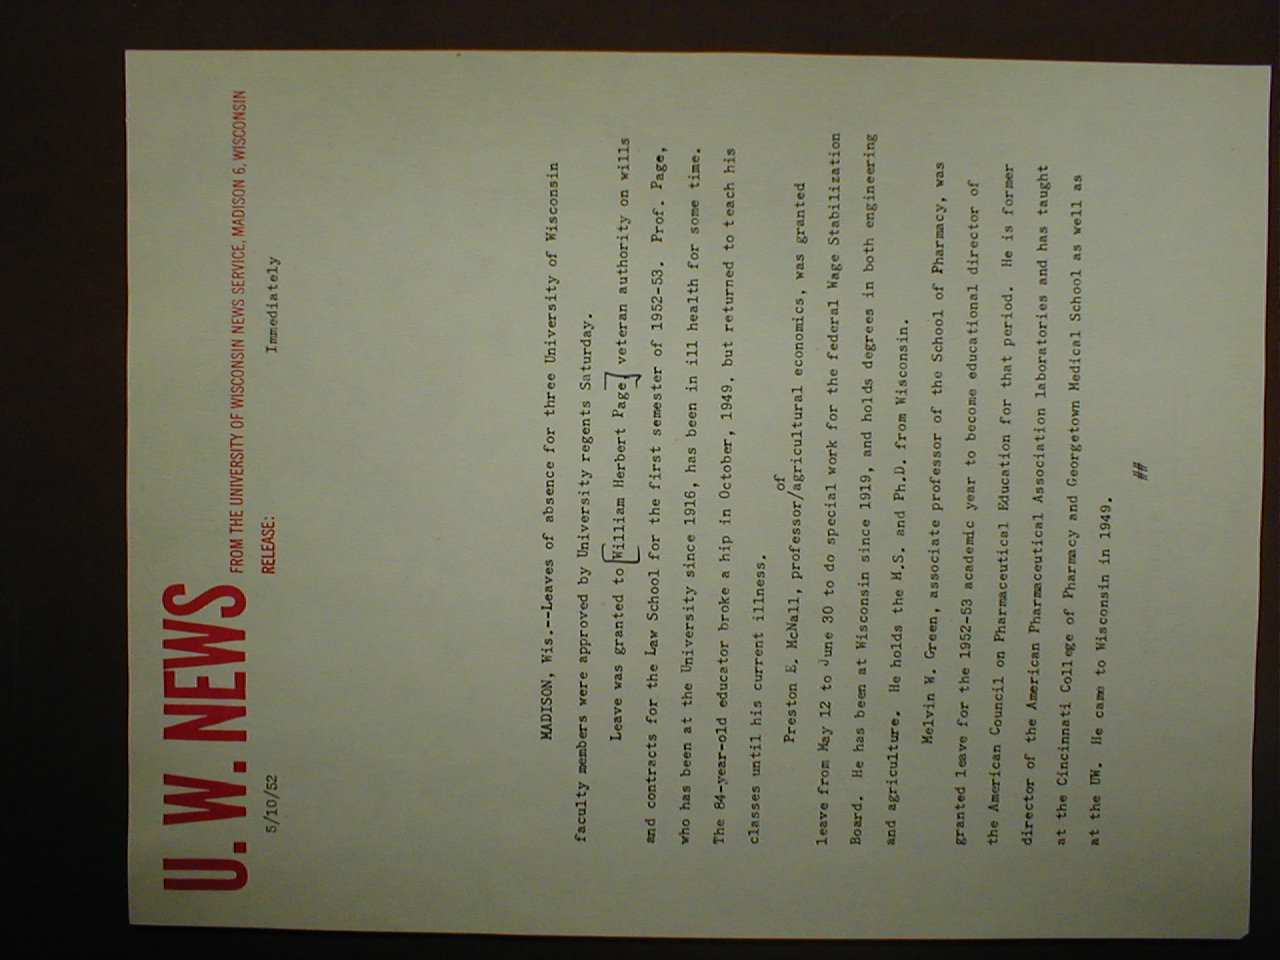 U. W. NEWS
FROM THE UNIVERSITY OF WISCONSIN NEWS SERVICE, MADISON 6, WISCONSIN
5/10/52 RELEASE: Immediately
MADISON, Wis.--Leaves of absence for three University of Wisconsin
faculty members were approved by University regents Saturday.
Leave was granted to [William Herbert Page,] veteran authority on wills
and contracts for the Law School for the first semester of 1952-53. Prof. Page,
who has been at the University since 1916, has been in ill health for some time.
The 84-year-old educator broke a hip in October, 1949, but returned to teach his
classes until his current illness.
of
Preston E. McNall, professor/agricultural economics, was granted
leave from May 12 to June 30 to do special work for the federal Wage Stabilization
Board. He has been at Wisconsin since 1919, and holds degrees in both engineering
and agriculture. He holds the M.S. and Ph.D. from Wisconsin.
Melvin W. Green, associate professor of the School of Pharmacy, was
granted leave for the 1952-53 academic year to become educational director of
the American Council on Pharmaceutical Education for that period. He is former
director of the American Pharmaceutical Association laboratories and has taught
at the Cincinnati College of Pharmacy and Georgetown Medical School as well as
at the UW. He came to Wisconsin in 1949.
##